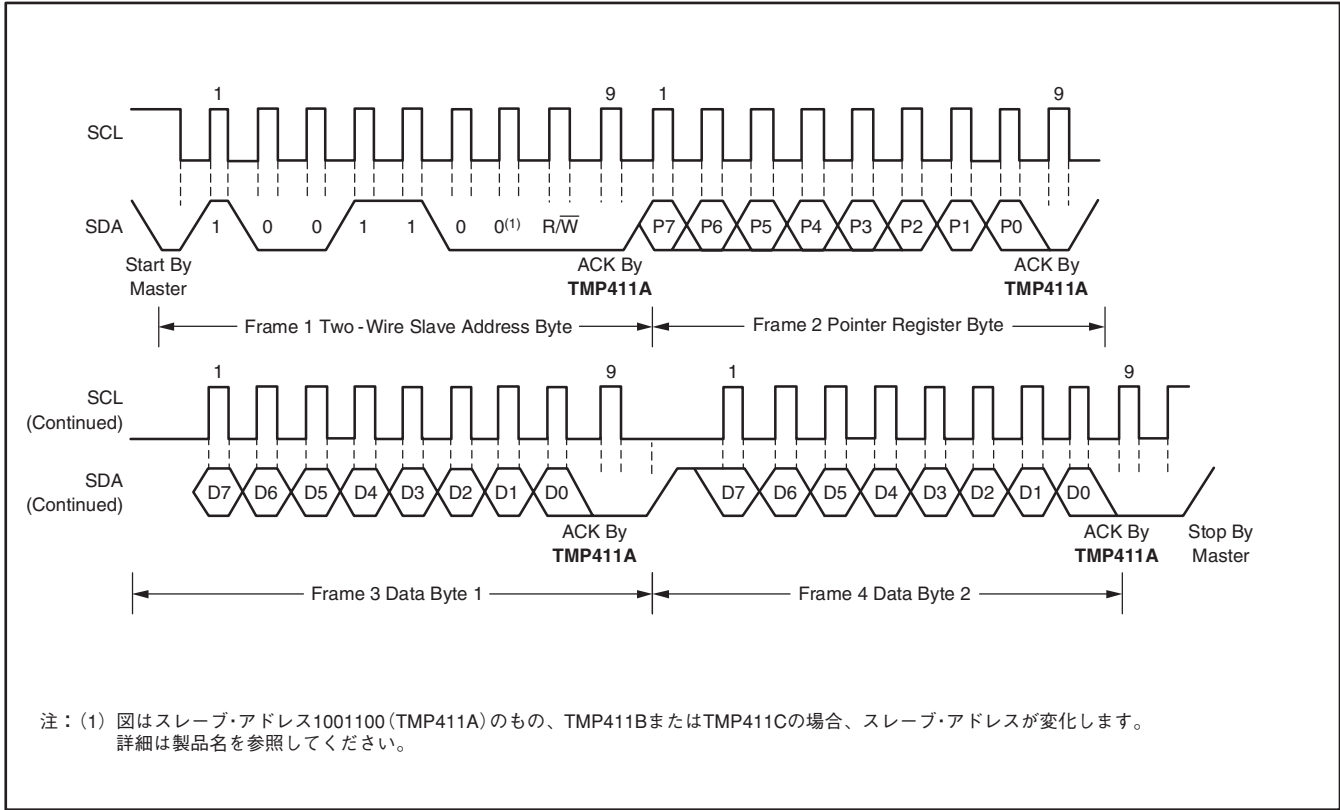 1 9 1 9
SCL
SDA 1 0 0 1 1 0 0(1) R/W̅ P7 P6 P5 P4 P3 P2 P1 P0
Start By
Master
ACK By
TMP411A
ACK By
TMP411A
Frame 1 Two-Wire Slave Address Byte
Frame 2 Pointer Register Byte
1 9 1 9
SCL
(Continued)
SDA
(Continued)
D7 D6 D5 D4 D3 D2 D1 D0 D7 D6 D5 D4 D3 D2 D1 D0
ACK By
TMP411A
ACK By
TMP411A
Stop By
Master
Frame 3 Data Byte 1
Frame 4 Data Byte 2
注：(1) 図はスレーブ・アドレス1001100(TMP411A)のもの、TMP411BまたはTMP411Cの場合、スレーブ・アドレスが変化します。
詳細は製品名を参照してください。